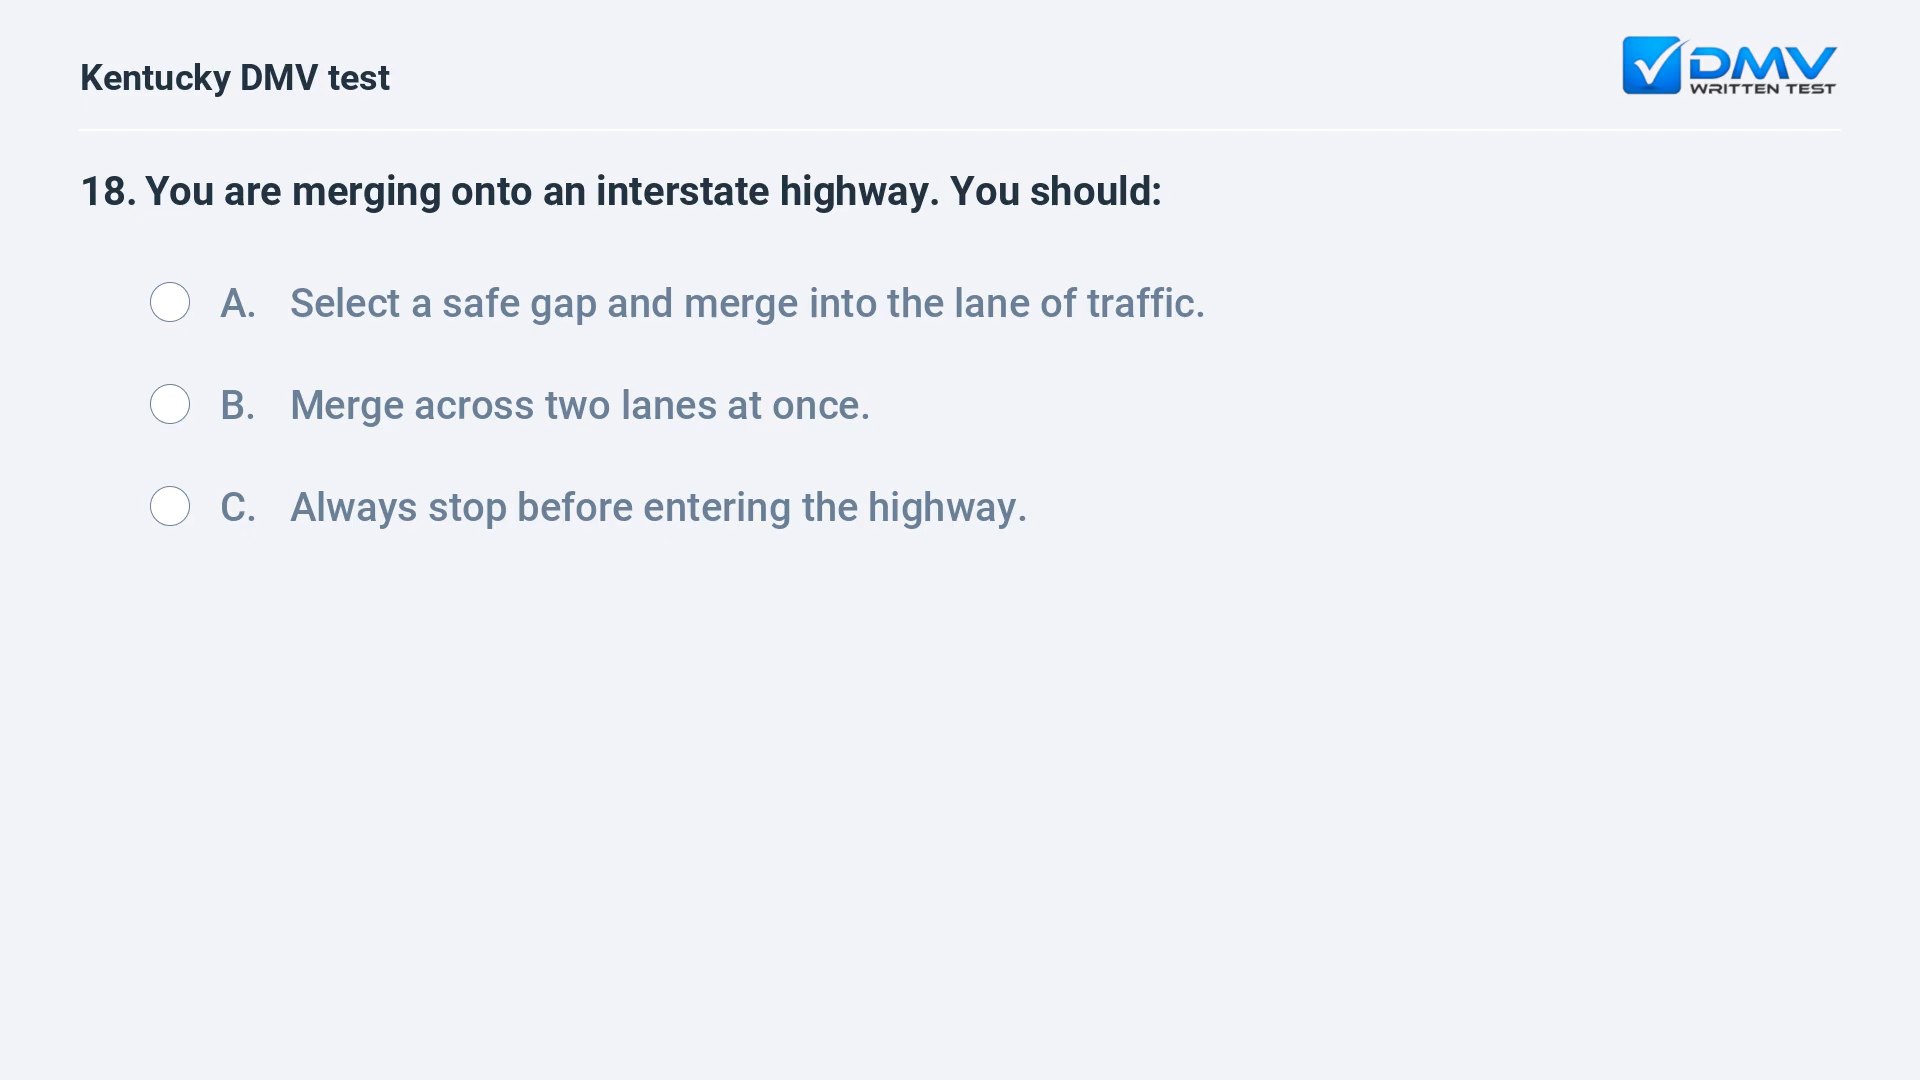 Kentucky DMV test
DMV
WRITTEN TEST
18. You are merging onto an interstate highway. You should:
A. Select a safe gap and merge into the lane of traffic.
B. Merge across two lanes at once.
C. Always stop before entering the highway.